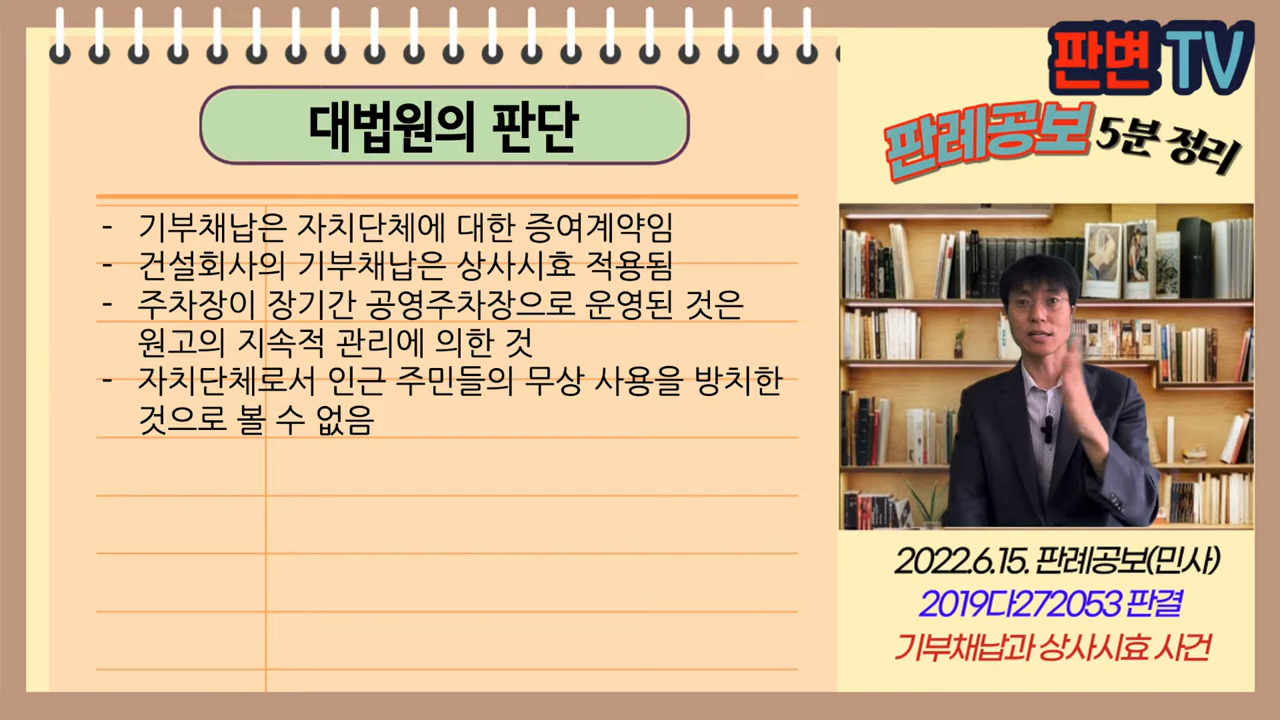 대법원의 판단
- 기부채납은 자치단체에 대한 증여계약임
- 건설회사의 기부채납은 상사시효 적용됨
- 주차장이 장기간 공영주차장으로 운영된 것은
원고의 지속적 관리에 의한 것
- 자치단체로서 인근 주민들의 무상 사용을 방치한
것으로 볼 수 없음
판변 TV
판례공보 5분 정리
2022.6.15. 판례공보(민사)
2019다272053 판결
기부채납과 상사시효 사건